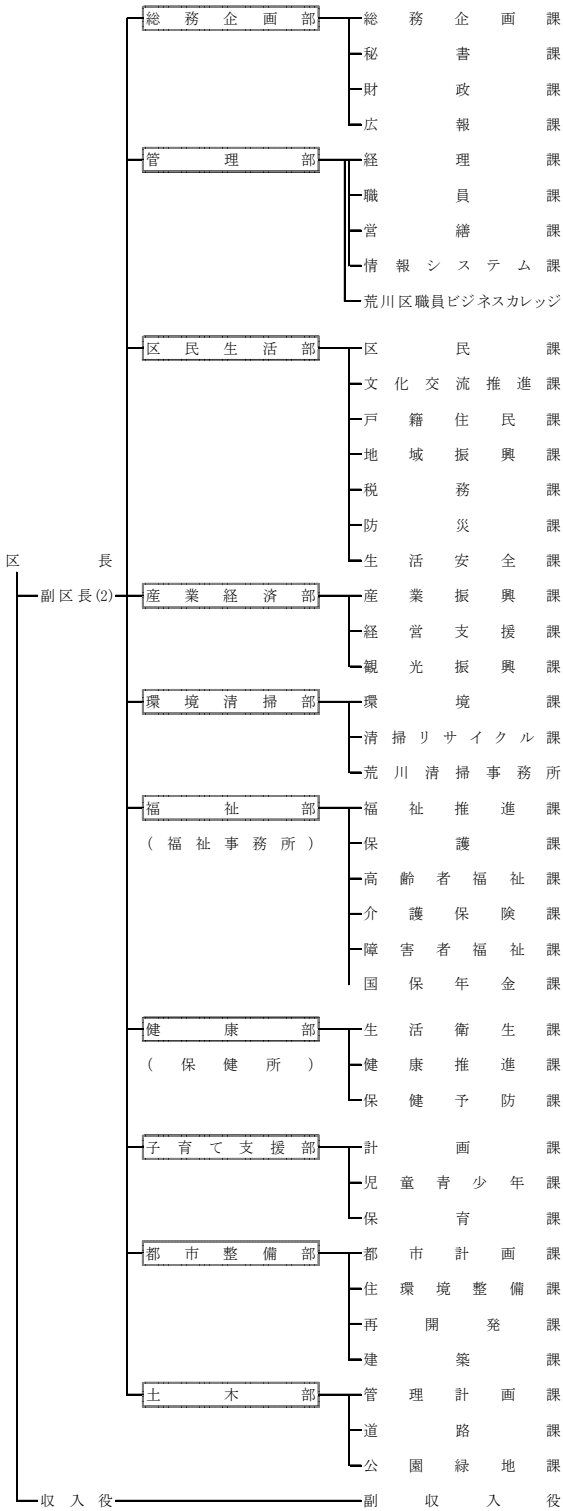 総務企画部 総務企画課
秘書課
財政課
広報課
管理部 経理課
職員課
営繕課
情報システム課
荒川区職員ビジネスカレッジ
区民生活部 区民課
文化交流推進課
戸籍住民課
地域振興課
税務課
防災課
区長 生活安全課
副区長(2) 産業経済部 産業振興課
経営支援課
観光振興課
環境清掃部 環境課
清掃リサイクル課
荒川清掃事務所
福祉部 福祉推進課
(福祉事務所) 保護課
高齢者福祉課
介護保険課
障害者福祉課
国保年金課
健康部 生活衛生課
(保健所) 健康推進課
保健予防課
子育て支援部 計画課
児童青少年課
保育課
都市整備部 都市計画課
住環境整備課
再開発課
建築課
土木部 管理計画課
道路課
公園緑地課
収入役 副収入役